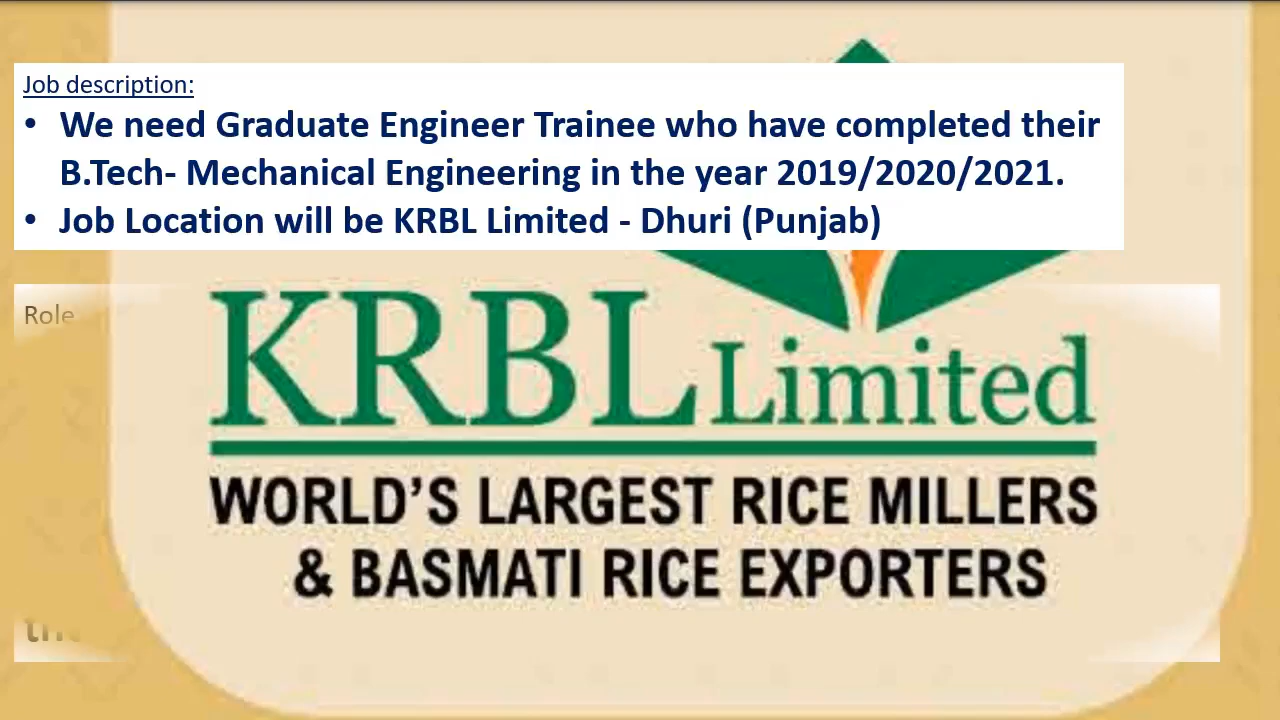 Job description:
• We need Graduate Engineer Trainee who have completed their
B.Tech- Mechanical Engineering in the year 2019/2020/2021.
• Job Location will be KRBL Limited - Dhuri (Punjab)
Role
KRBL Limited
WORLD'S LARGEST RICE MILLERS
& BASMATI RICE EXPORTERS